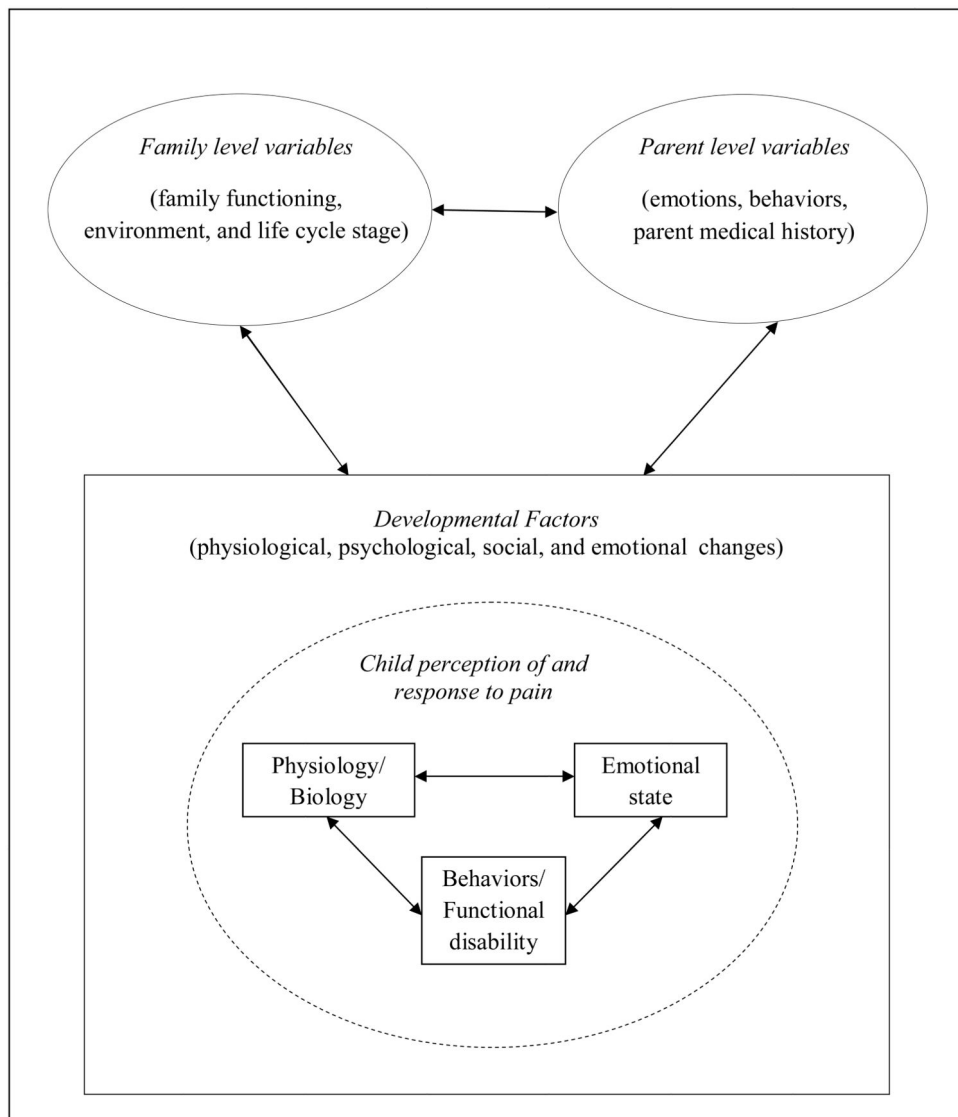 Family level variables
(family functioning,
environment, and life cycle stage)
Parent level variables
(emotions, behaviors,
parent medical history)
Developmental Factors
(physiological, psychological, social, and emotional changes)
Child perception of and
response to pain
Physiology/
Biology
Emotional
state
Behaviors/
Functional
disability